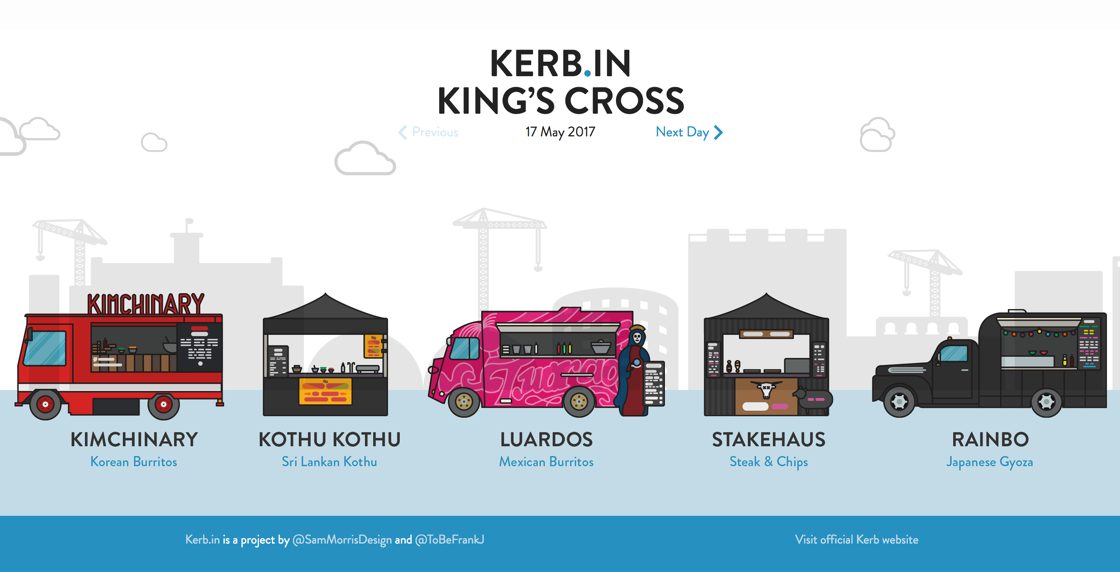 KERB.IN
KING'S CROSS
Previous
17 May 2017
Next Day
KIMCHINARY
Luardos
KIMCHINARY
Korean Burritos
KOTHU KOTHU
Sri Lankan Kothu
LUARDOS
Mexican Burritos
STAKEHAUS
Steak & Chips
RAINBO
Japanese Gyoza
Kerb.in is a project by @SamMorrisDesign and @ToBeFrankJ
Visit official Kerb website